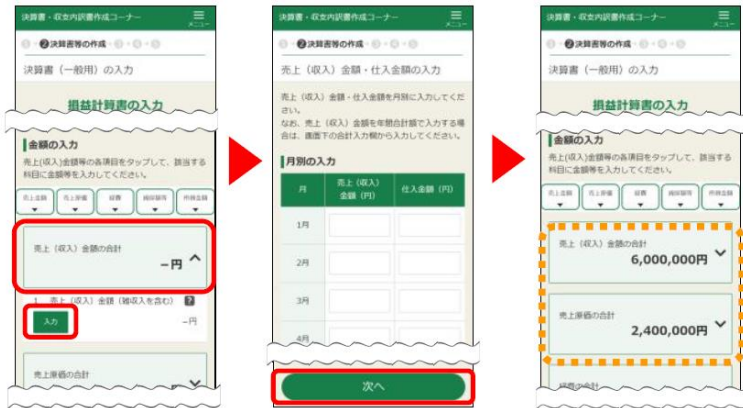 決算書・収支内訳書作成コーナー
メニュー
❷決算書等の作成
決算書（一般用）の入力
損益計算書の入力
金額の入力
売上(収入)金額等の各項目をタップして、該当する
科目に金額等を入力してください。
売上金額
売上原価
経費
売上（収入）金額の合計
－円
1 売上（収入）金額（雑収入を含む）
入力
－円
売上原価の合計
決算書・収支内訳書作成コーナー
メニュー
❷決算書等の作成
売上（収入）金額・仕入金額の入力
売上（収入）金額・仕入金額を月別に入力してくだ
さい。
なお、売上（収入）金額を年間合計額で入力する場
合は、画面下の合計入力欄から入力してください。
月別の入力
月
売上（収入）
金額（円）
仕入金額（円）
1月
2月
3月
4月
次へ
決算書・収支内訳書作成コーナー
メニュー
❷決算書等の作成
決算書（一般用）の入力
損益計算書の入力
金額の入力
売上(収入)金額等の各項目をタップして、該当する
科目に金額等を入力してください。
売上金額
売上原価
経費
売上（収入）金額の合計
6,000,000円
売上原価の合計
2,400,000円
経費の合計